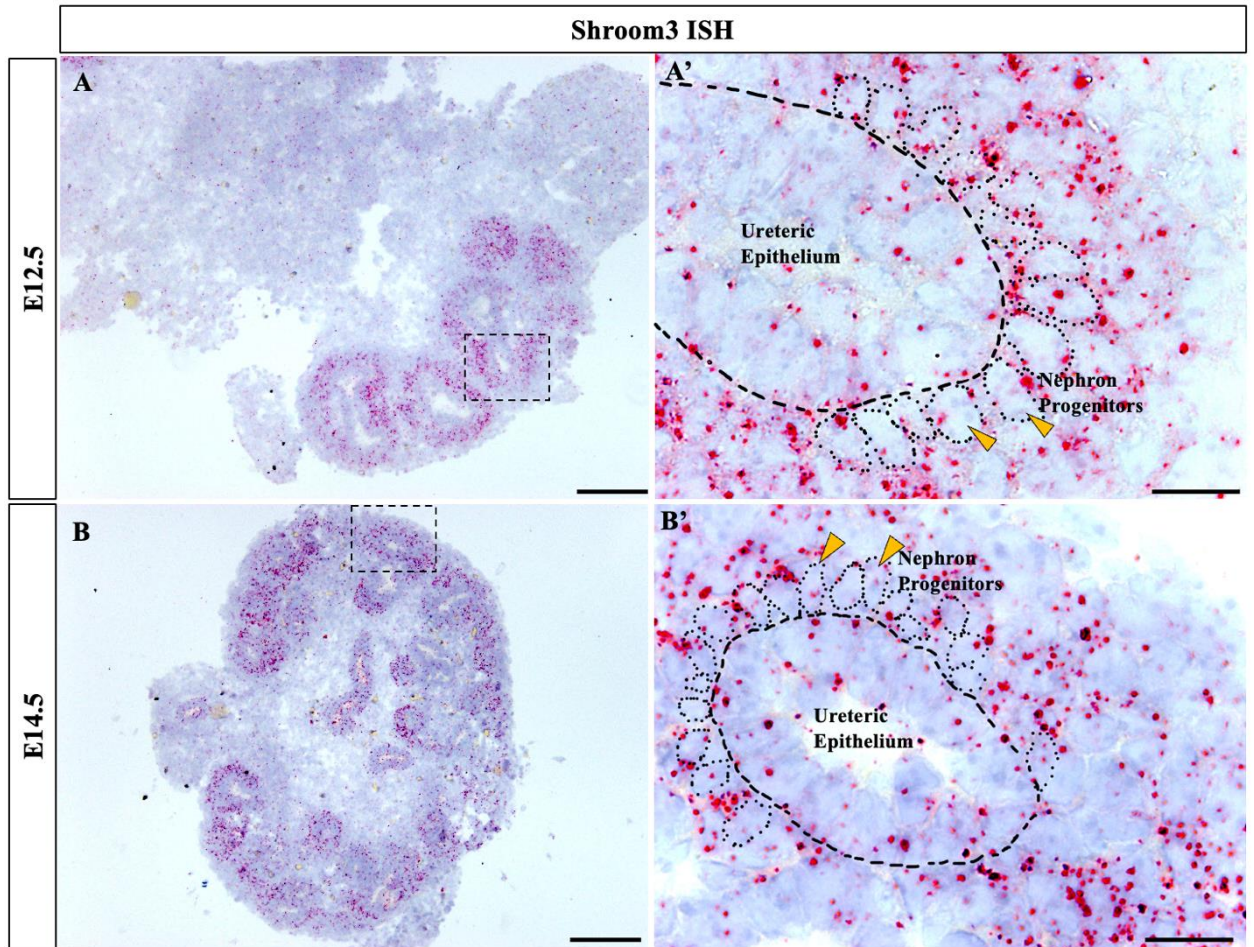 Shroom3 ISH
E12.5
A
A’
Ureteric
Epithelium
Nephron
Progenitors
E14.5
B
B’
Nephron
Progenitors
Ureteric
Epithelium